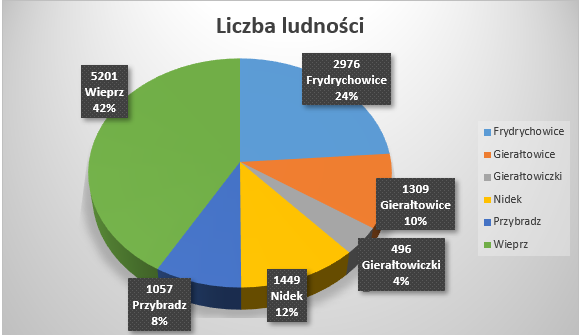 Liczba ludności
5201
Wieprz
42%
2976
Frydrychowice
24%
1309
Gierałtowice
10%
496
Gierałtowiczki
4%
1449
Nidek
12%
1057
Przybradz
8%
Frydrychowice
Gierałtowice
Gierałtowiczki
Nidek
Przybradz
Wieprz